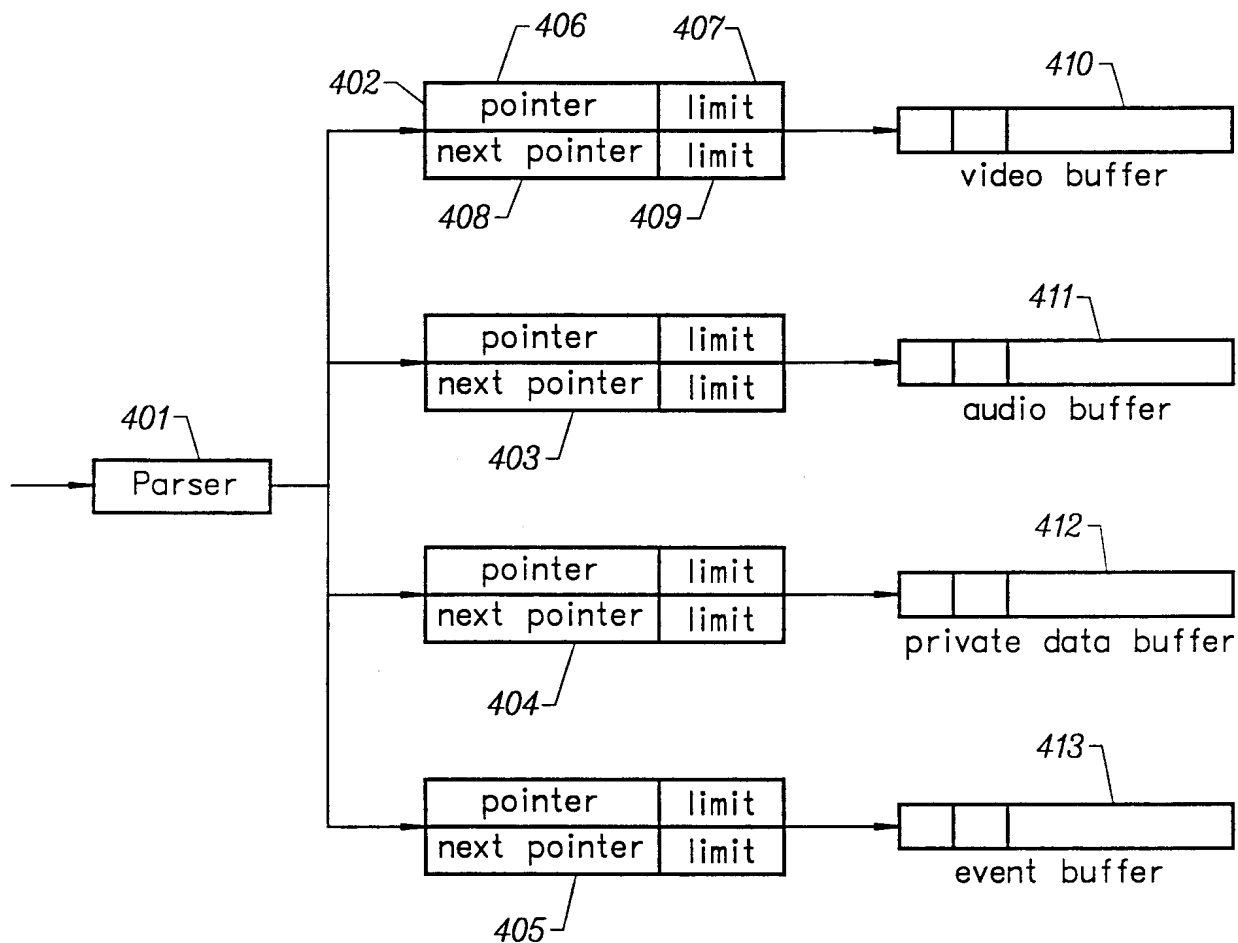 406
407
410
402
pointer limit
next pointer limit
video buffer
408
409
411
pointer limit
next pointer limit
audio buffer
401
403
Parser
412
pointer limit
next pointer limit
private data buffer
404
413
pointer limit
next pointer limit
event buffer
405